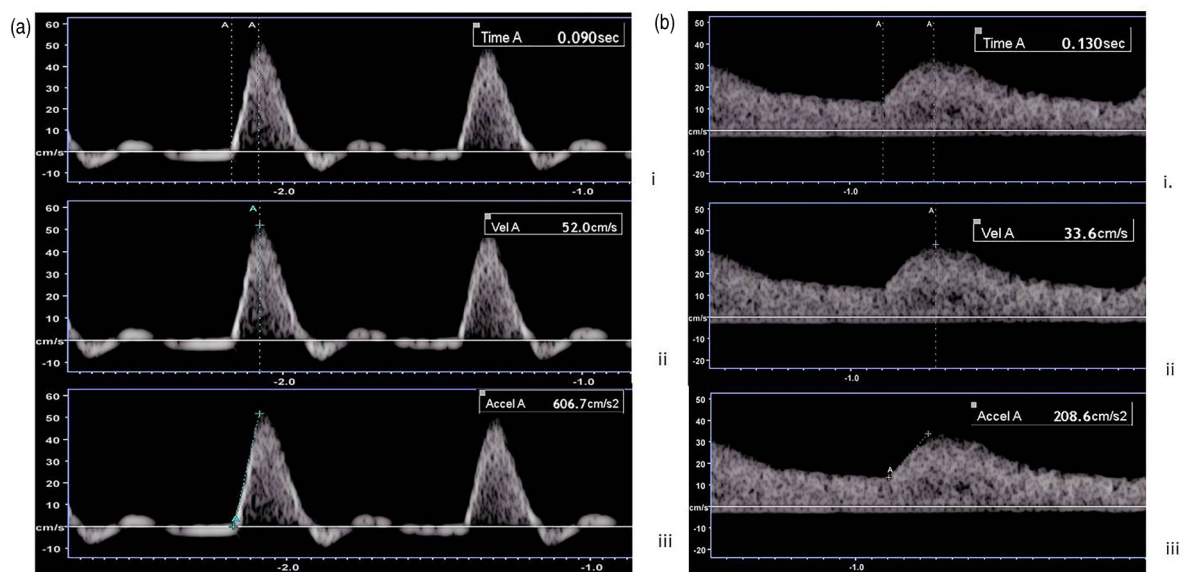 (a)
60
50
40
30
20
10
cm/s
-10
A A
Time A 0.090sec
-2.0 -1.0
i
60
50
40
30
20
10
cm/s
-10
A
Vel A 52.0cm/s
-2.0 -1.0
ii
60
50
40
30
20
10
cm/s
-10
A
Accel A 606.7cm/s2
-2.0 -1.0
iii
(b)
50
40
30
20
10
cm/s
-10
-20
A A
Time A 0.130sec
-1.0
i.
50
40
30
20
10
cm/s
-10
-20
A
Vel A 33.6cm/s
-1.0
ii
50
40
30
20
10
cm/s
-10
-20
A
Accel A 208.6cm/s2
-1.0
iii